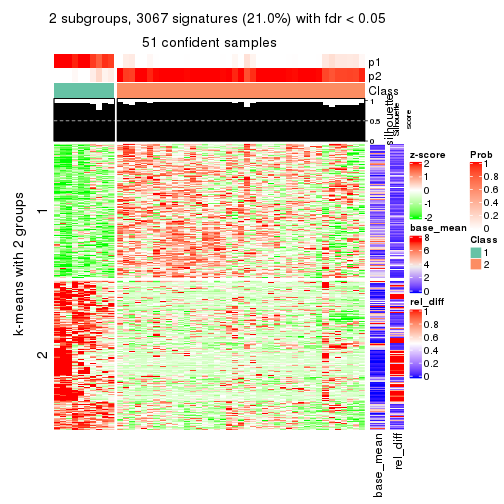 2 subgroups, 3067 signatures (21.0%) with fdr < 0.05
51 confident samples
p1
p2
Class
1
0.5
0
silhouette
Silhouette
score
k-means with 2 groups
1
2
base_mean
rel_diff
z-score
2
1
0
-1
-2
base_mean
8
6
4
2
0
rel_diff
1
0.8
0.6
0.4
0.2
0
Prob
1
0.8
0.6
0.4
0.2
0
Class
1
2